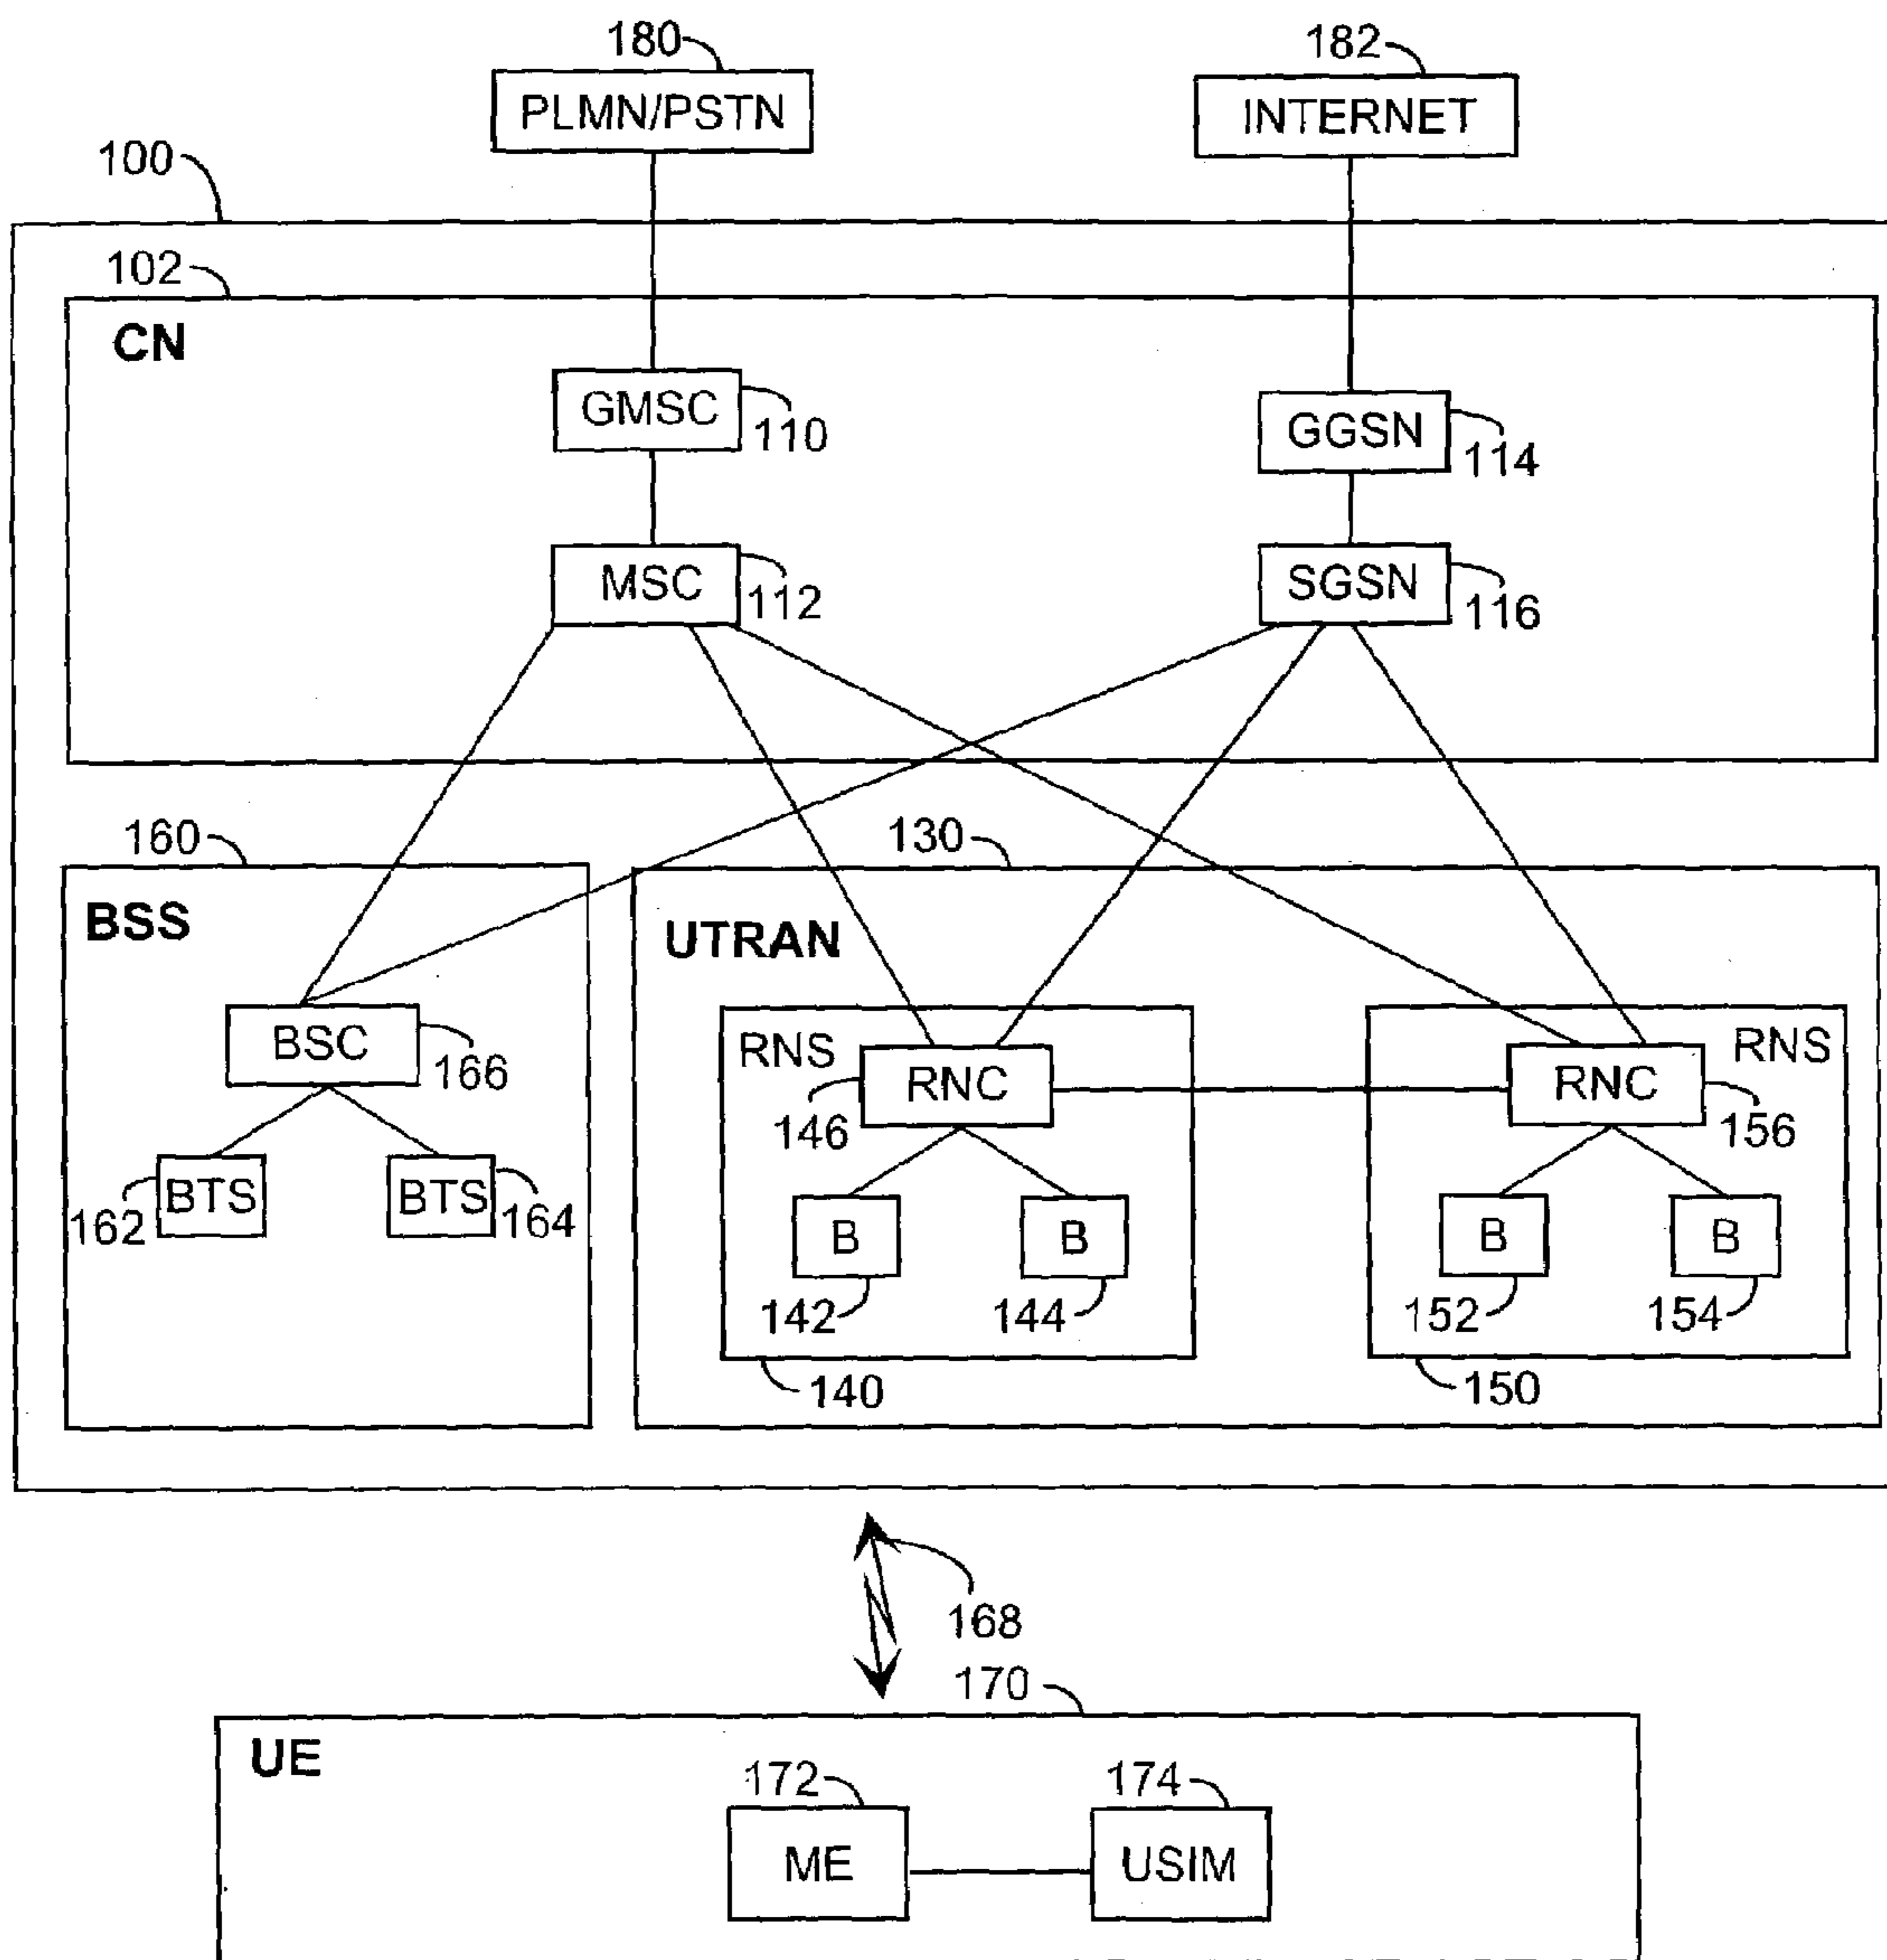 180
182
PLMN/PSTN
INTERNET
100
102
CN
GMSC
110
GGSN
114
MSC
112
SGSN
116
160
130
BSS
UTRAN
BSC
166
RNS
RNC
146
RNC
RNS
156
BTS
162
BTS
164
B
142
B
144
B
152
B
154
140
150
168
170
UE
172
174
ME
USIM